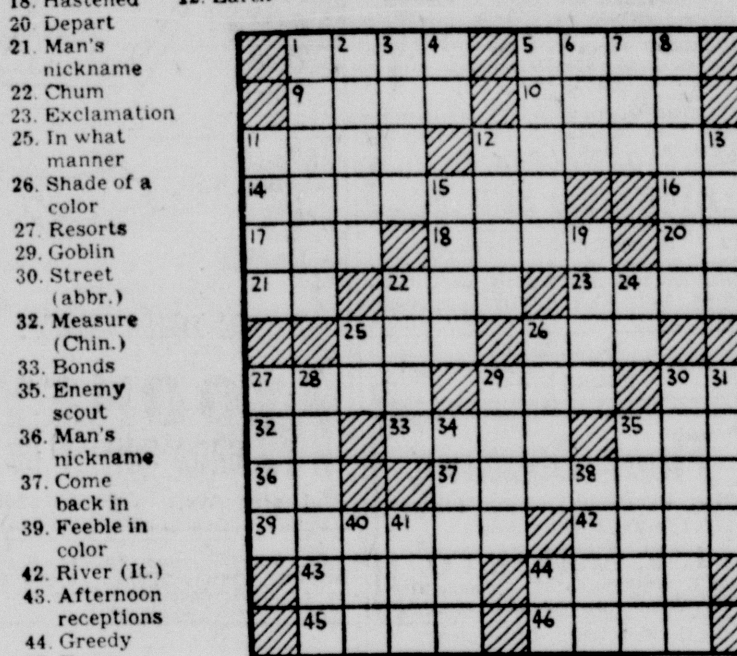 18. Hastened 12. Earth
20 Depart
21. Man's
nickname
22. Chum
23. Exclamation
25. In what
manner
26. Shade of a
color
27. Resorts
29. Goblin
30. Street
(abbr.)
32. Measure
(Chin.)
33. Bonds
35. Enemy
scout
36. Man's
nickname
37. Come
back in
39. Feeble in
color
42. River (It.)
43. Afternoon
receptions
44. Greedy
1 2 3 4 5 6 7 8
9 10
11 12 13
14 15 16
17 18 19 20
21 22 23 24
25 26
27 28 29 30 31
32 33 34 35
36 37 38
39 40 41 42
43 44
45 46